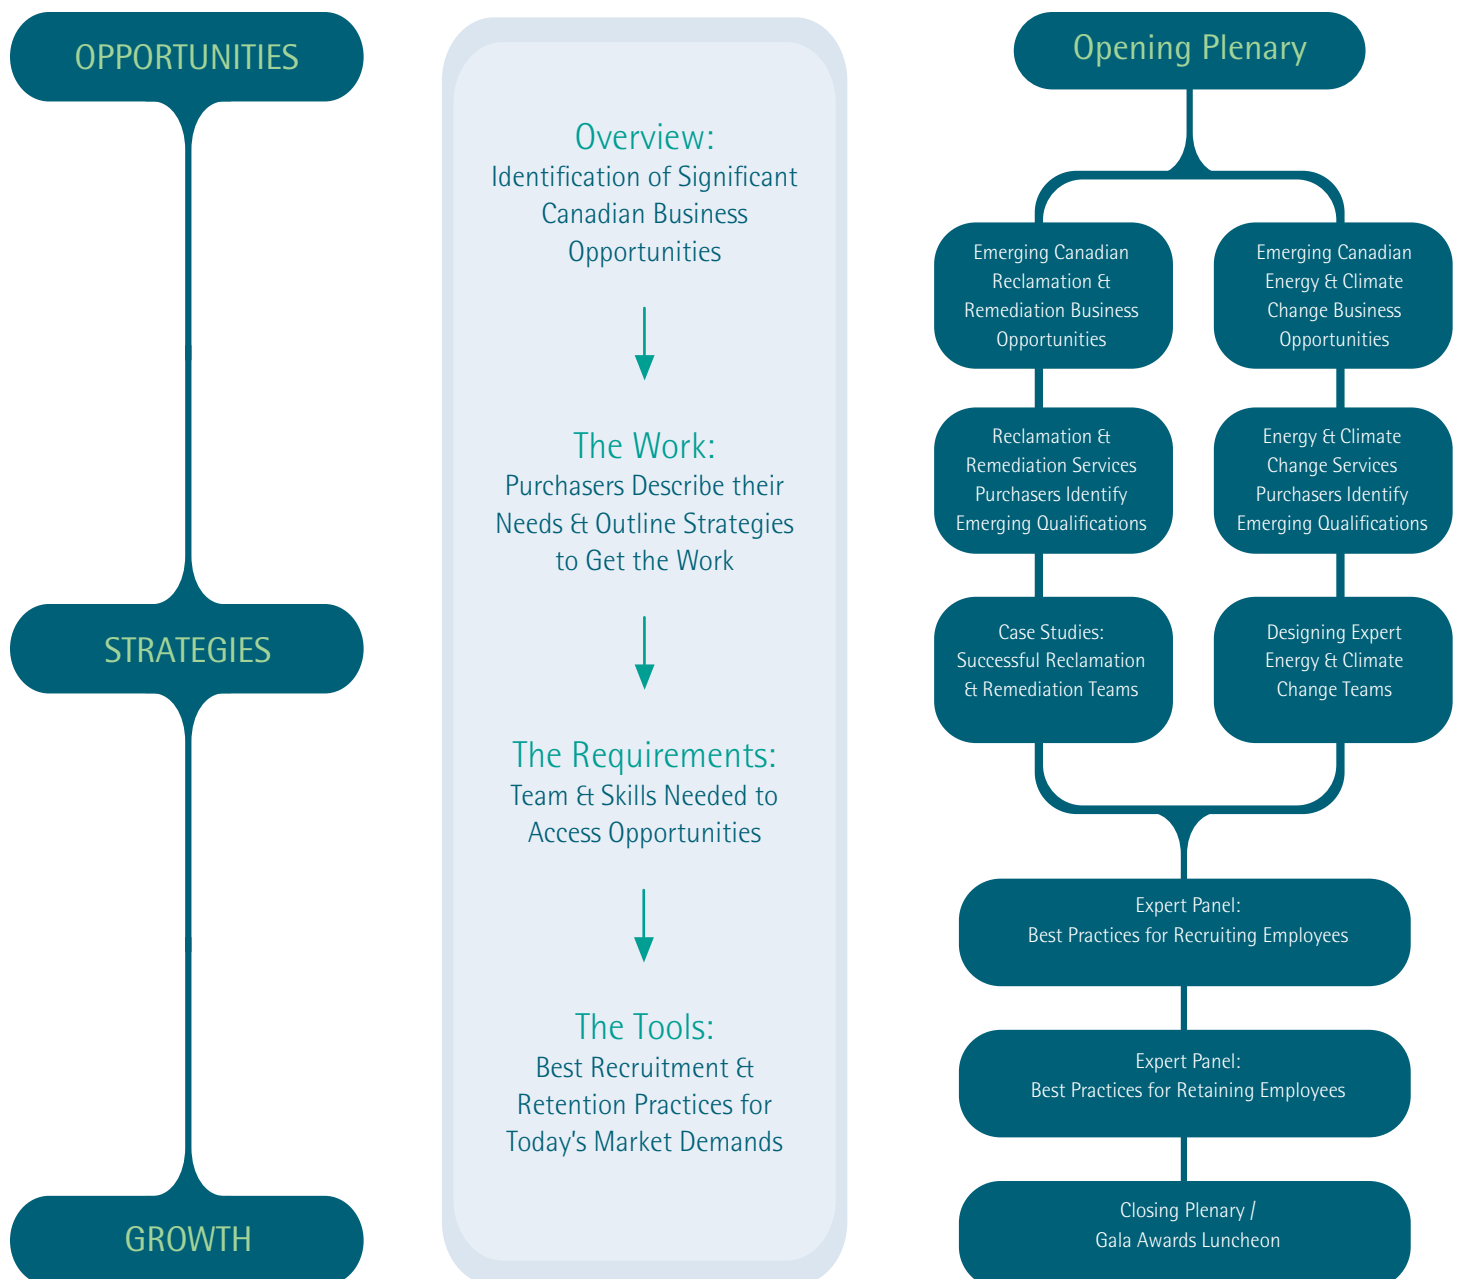 OPPORTUNITIES
STRATEGIES
GROWTH
Overview:
Identification of Significant
Canadian Business
Opportunities
The Work:
Purchasers Describe their
Needs & Outline Strategies
to Get the Work
The Requirements:
Team & Skills Needed to
Access Opportunities
The Tools:
Best Recruitment &
Retention Practices for
Today's Market Demands
Opening Plenary
Emerging Canadian
Reclamation &
Remediation Business
Opportunities
Emerging Canadian
Energy & Climate
Change Business
Opportunities
Reclamation &
Remediation Services
Purchasers Identify
Emerging Qualifications
Energy & Climate
Change Services
Purchasers Identify
Emerging Qualifications
Case Studies:
Successful Reclamation
& Remediation Teams
Designing Expert
Energy & Climate
Change Teams
Expert Panel:
Best Practices for Recruiting Employees
Expert Panel:
Best Practices for Retaining Employees
Closing Plenary /
Gala Awards Luncheon